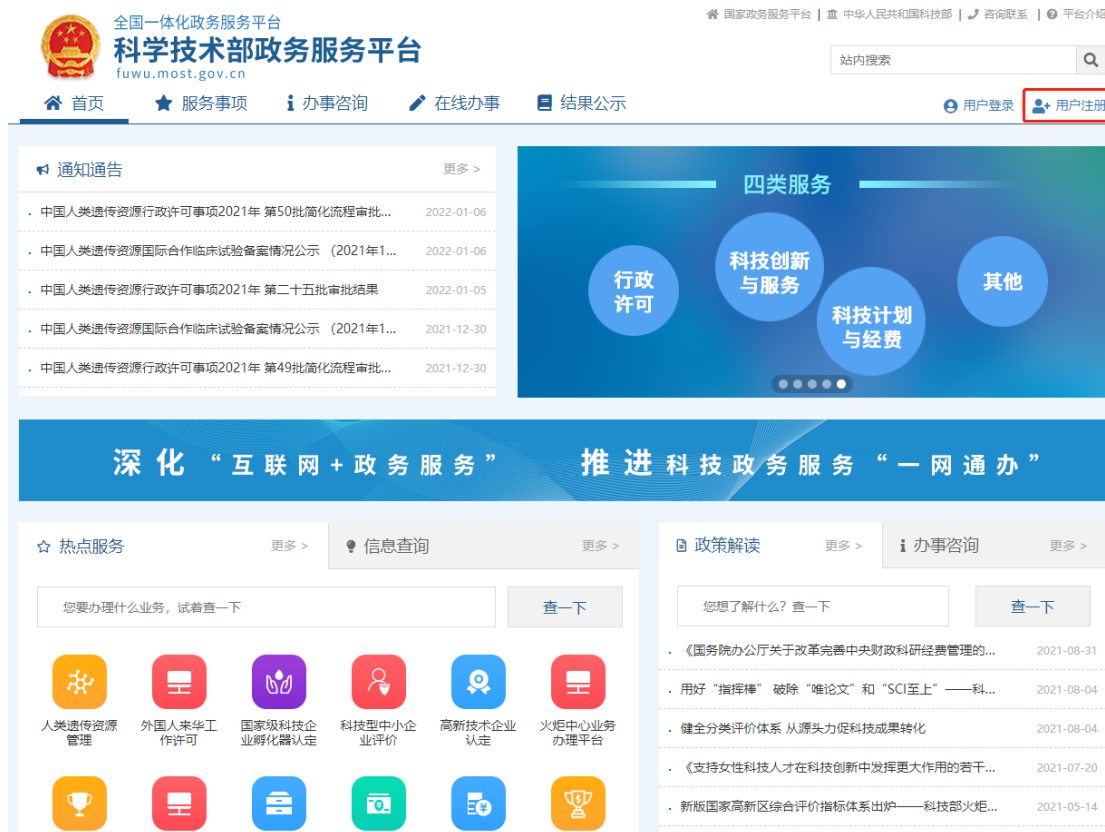 全国一体化政务服务平台
科学技术部政务服务平台
fuwu.most.gov.cn
国家政务服务平台 | 中华人民共和国科技部 | 咨询联系 | 平台介绍
站内搜索
首页 服务事项 办事咨询 在线办事 结果公示
用户登录 用户注册
通知通告 更多 >
· 中国人类遗传资源行政许可事项2021年 第50批简化流程审批... 2022-01-06
· 中国人类遗传资源国际合作临床试验备案情况公示 （2021年1... 2022-01-06
· 中国人类遗传资源行政许可事项2021年 第二十五批审批结果 2022-01-05
· 中国人类遗传资源国际合作临床试验备案情况公示 （2021年1... 2021-12-30
· 中国人类遗传资源行政许可事项2021年 第49批简化流程审批... 2021-12-30
四类服务
行政
许可
科技创新
与服务
科技计划
与经费
其他
深化“互联网+政务服务” 推进科技政务服务“一网通办”
热点服务 更多 >
信息查询 更多 >
您要办理什么业务，试着查一下 查一下
人类遗传资源
管理
外国人来华工
作许可
国家级科技企
业孵化器认定
科技型中小企
业评价
高新技术企业
认定
火炬中心业务
办理平台
政策解读 更多 >
办事咨询 更多 >
您想了解什么？查一下 查一下
· 《国务院办公厅关于改革完善中央财政科研经费管理的... 2021-08-31
· 用好“指挥棒” 破除“唯论文”和“SCI至上”——科... 2021-08-04
· 健全分类评价体系 从源头力促科技成果转化 2021-08-04
· 《支持女性科技人才在科技创新中发挥更大作用的若干... 2021-07-20
· 新版国家高新区综合评价指标体系出炉——科技部火炬... 2021-05-14